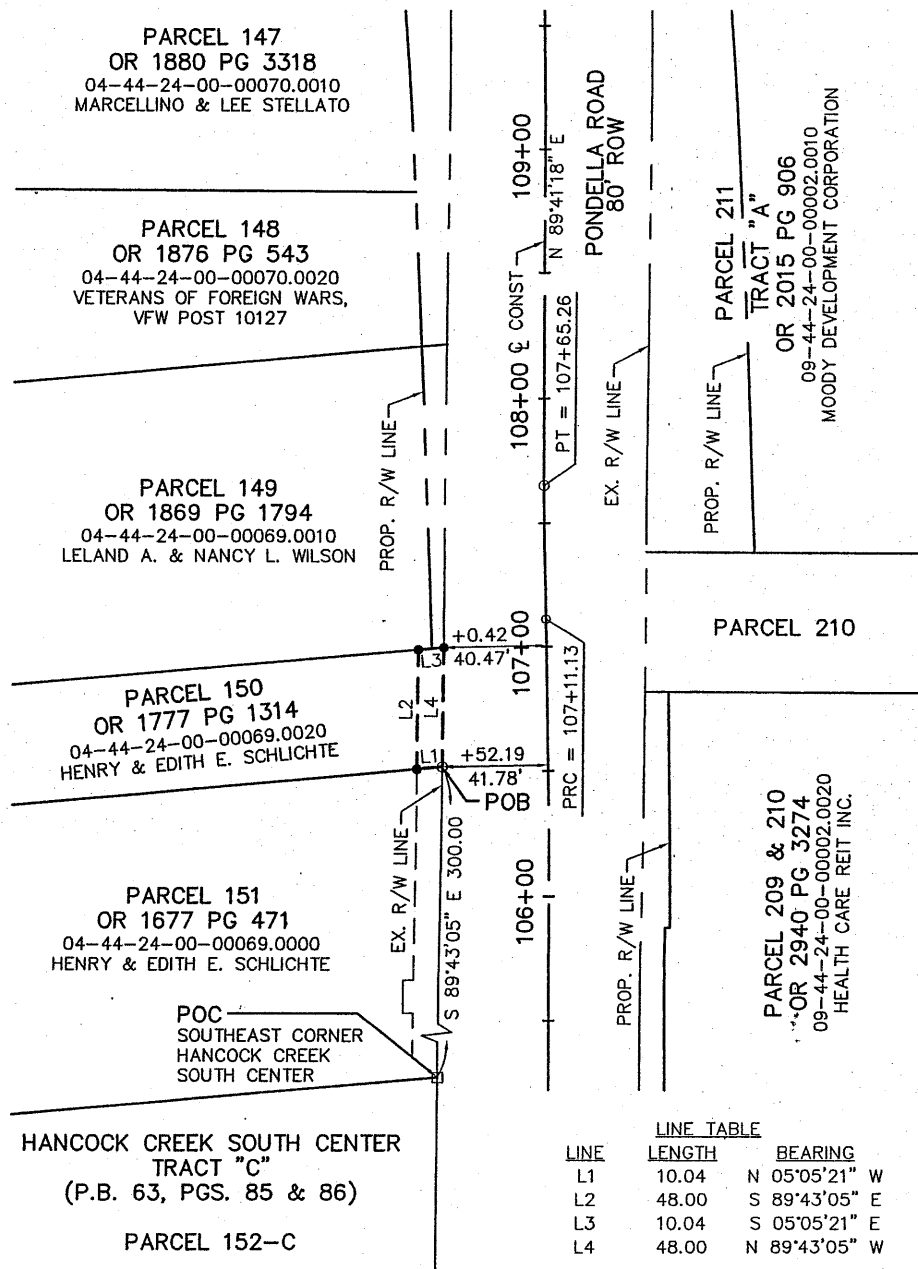 PARCEL 147
OR 1880 PG 3318
04-44-24-00-00070.0010
MARCELLINO & LEE STELLATO
PARCEL 148
OR 1876 PG 543
04-44-24-00-00070.0020
VETERANS OF FOREIGN WARS,
VFW POST 10127
PARCEL 149
OR 1869 PG 1794
04-44-24-00-00069.0010
LELAND A. & NANCY L. WILSON
PARCEL 150
OR 1777 PG 1314
04-44-24-00-00069.0020
HENRY & EDITH E. SCHLICHTE
PARCEL 151
OR 1677 PG 471
04-44-24-00-00069.0000
HENRY & EDITH E. SCHLICHTE
POC
SOUTHEAST CORNER
HANCOCK CREEK
SOUTH CENTER
HANCOCK CREEK SOUTH CENTER
TRACT "C"
(P.B. 63, PGS. 85 & 86)
PARCEL 152-C
PROP. R/W LINE
L3
L2
L4
L1
+0.42
40.47'
+52.19
41.78'
POB
EX. R/W LINE
S 89°43'05" E 300.00
109+00
108+00
107+00
106+00
℄ CONST
N 89°41'18" E
PONDELLA ROAD
80' ROW
PT = 107+65.26
PRC = 107+11.13
EX. R/W LINE
PROP. R/W LINE
PARCEL 211
TRACT "A"
OR 2015 PG 906
09-44-24-00-00002.0010
MOODY DEVELOPMENT CORPORATION
PARCEL 210
PROP. R/W LINE
PARCEL 209 & 210
OR 2940 PG 3274
09-44-24-00-00002.0020
HEALTH CARE REIT INC.
LINE TABLE
LINE LENGTH BEARING
L1 10.04 N 05°05'21" W
L2 48.00 S 89°43'05" E
L3 10.04 S 05°05'21" E
L4 48.00 N 89°43'05" W